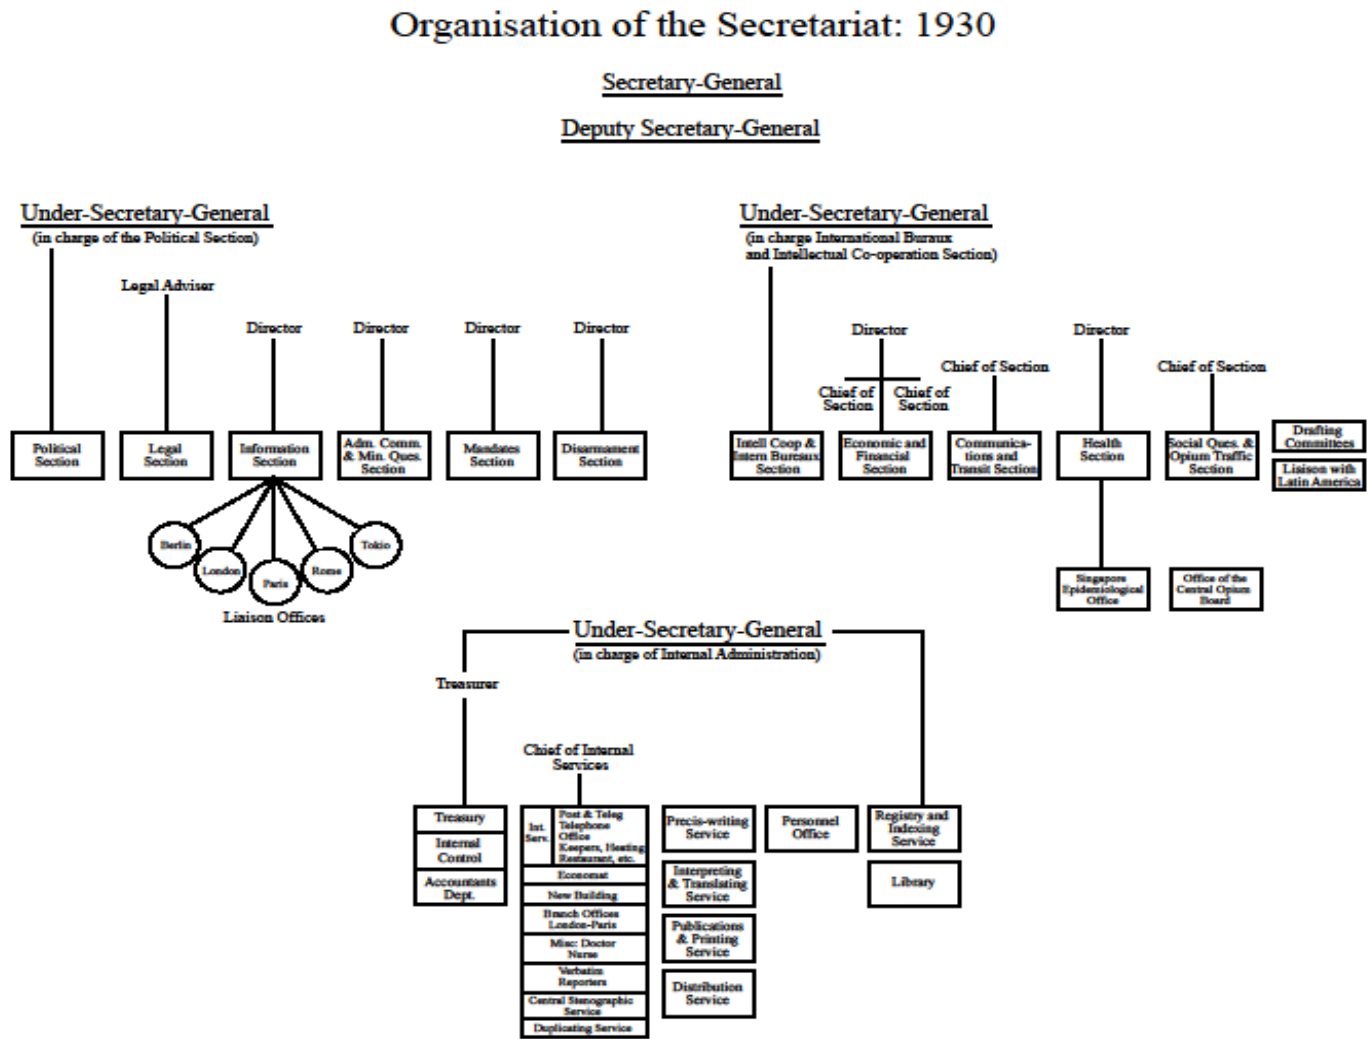 Organisation of the Secretariat: 1930
Secretary-General
Deputy Secretary-General
Under-Secretary-General
(in charge of the Political Section)
Legal Adviser
Director
Director
Director
Director
Political
Section
Legal
Section
Information
Section
Adm. Comm.
& Min. Ques.
Section
Mandates
Section
Disarmament
Section
Berlin
London
Paris
Rome
Tokio
Liaison Offices
Under-Secretary-General
(in charge International Buraux
and Intellectual Co-operation Section)
Director
Chief of
Section
Chief of
Section
Chief of Section
Director
Chief of Section
Intell Coop &
Intern Bureaux
Section
Economic and
Financial
Section
Communica-
tions and
Transit Section
Health
Section
Social Ques. &
Opium Traffic
Section
Drafting
Committees
Liaison with
Latin America
Singapore
Epidemiological
Office
Office of the
Central Opium
Board
Under-Secretary-General
(in charge of Internal Administration)
Treasurer
Chief of Internal
Services
Treasury
Internal
Control
Accountants
Dept.
Int.
Serv.
Post & Teleg
Telephone
Office
Keepers, Heating
Restaurant, etc.
Economat
New Building
Branch Offices
London-Paris
Misc: Doctor
Nurse
Verbatim
Reporters
Central Stenographic
Service
Duplicating Service
Precis-writing
Service
Interpreting
& Translating
Service
Publications
& Printing
Service
Distribution
Service
Personnel
Office
Registry and
Indexing
Service
Library